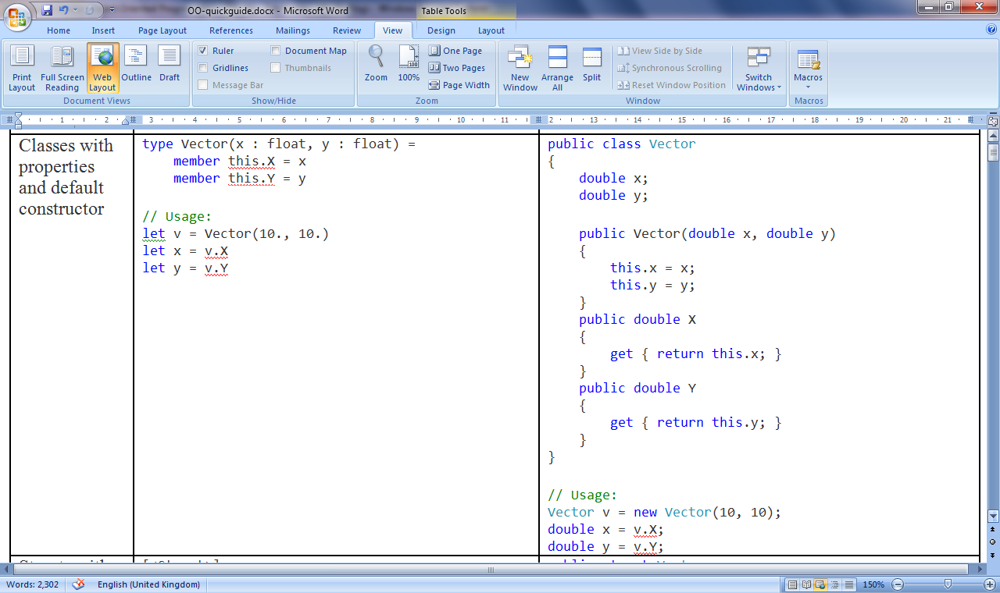 OO-quickguide.docx - Microsoft Word
Table Tools
Home Insert Page Layout References Mailings Review View Design Layout
Print Layout
Full Screen Reading
Web Layout
Outline
Draft
Document Views
Ruler
Gridlines
Message Bar
Document Map
Thumbnails
Show/Hide
Zoom
100%
One Page
Two Pages
Page Width
Zoom
New Window
Arrange All
Split
View Side by Side
Synchronous Scrolling
Reset Window Position
Switch Windows
Window
Macros
Macros
1 2 3 4 5 6 7 8 9 10 11 2 13 14 15 16 17 18 19 20 21
Classes with
properties
and default
constructor
type Vector(x : float, y : float) =
    member this.X = x
    member this.Y = y
// Usage:
let v = Vector(10., 10.)
let x = v.X
let y = v.Y
public class Vector
{
    double x;
    double y;
    public Vector(double x, double y)
    {
        this.x = x;
        this.y = y;
    }
    public double X
    {
        get { return this.x; }
    }
    public double Y
    {
        get { return this.y; }
    }
}
// Usage:
Vector v = new Vector(10, 10);
double x = v.X;
double y = v.Y;
Words: 2,302
English (United Kingdom)
150%